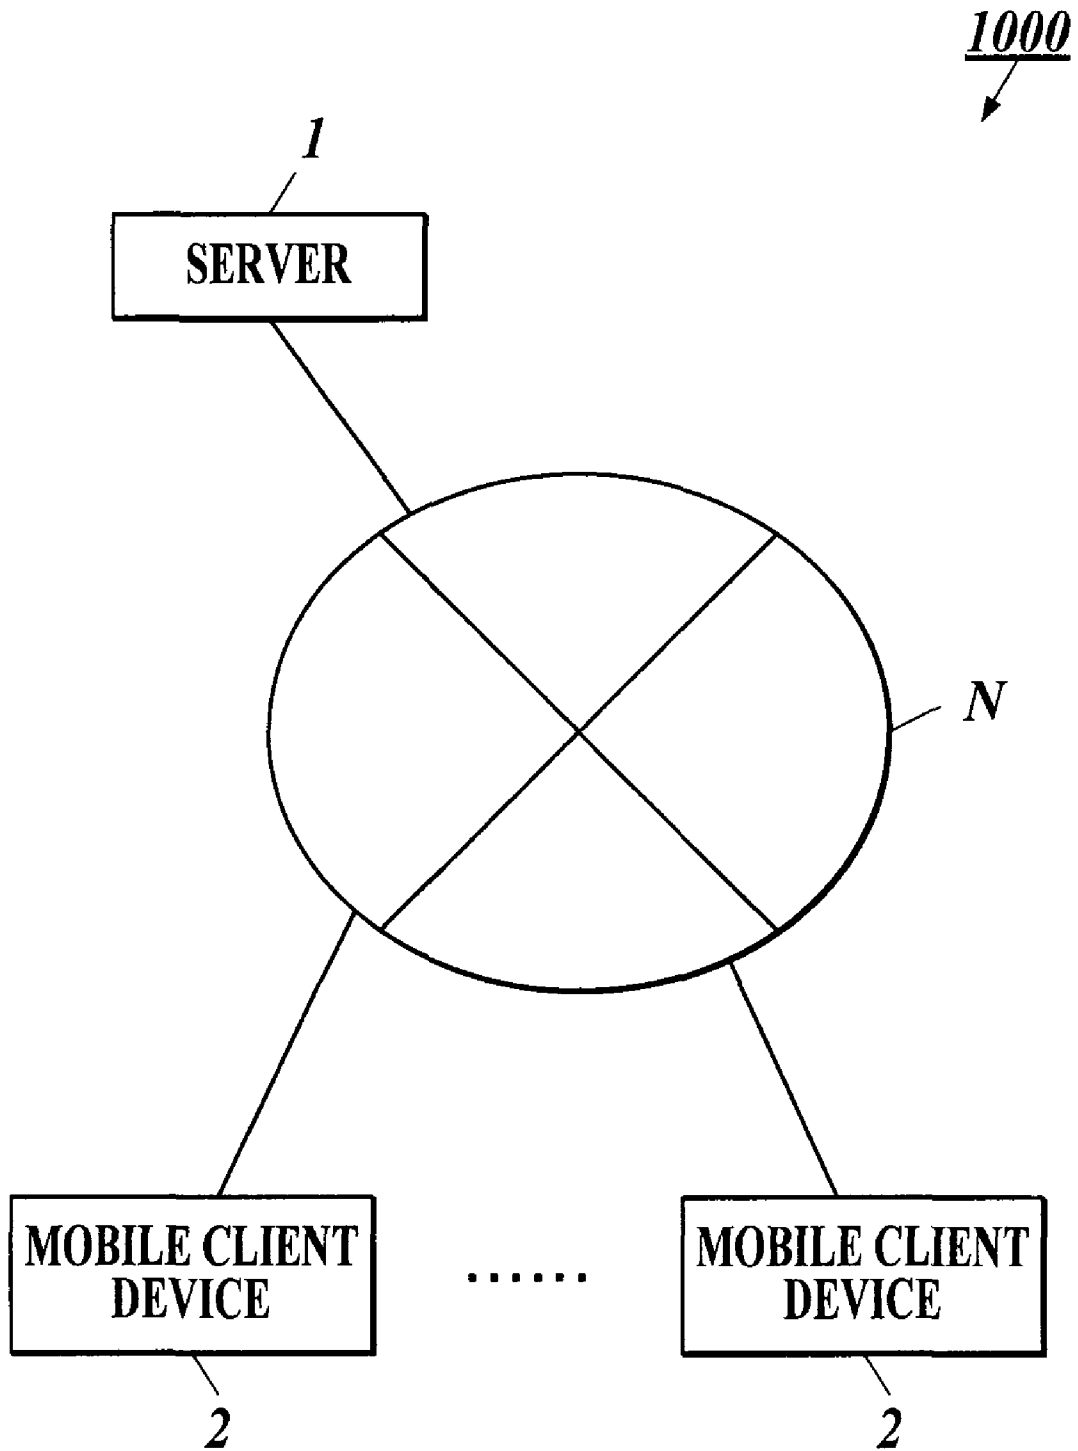 1000
1
SERVER
N
MOBILE CLIENT
DEVICE
......
MOBILE CLIENT
DEVICE
2
2